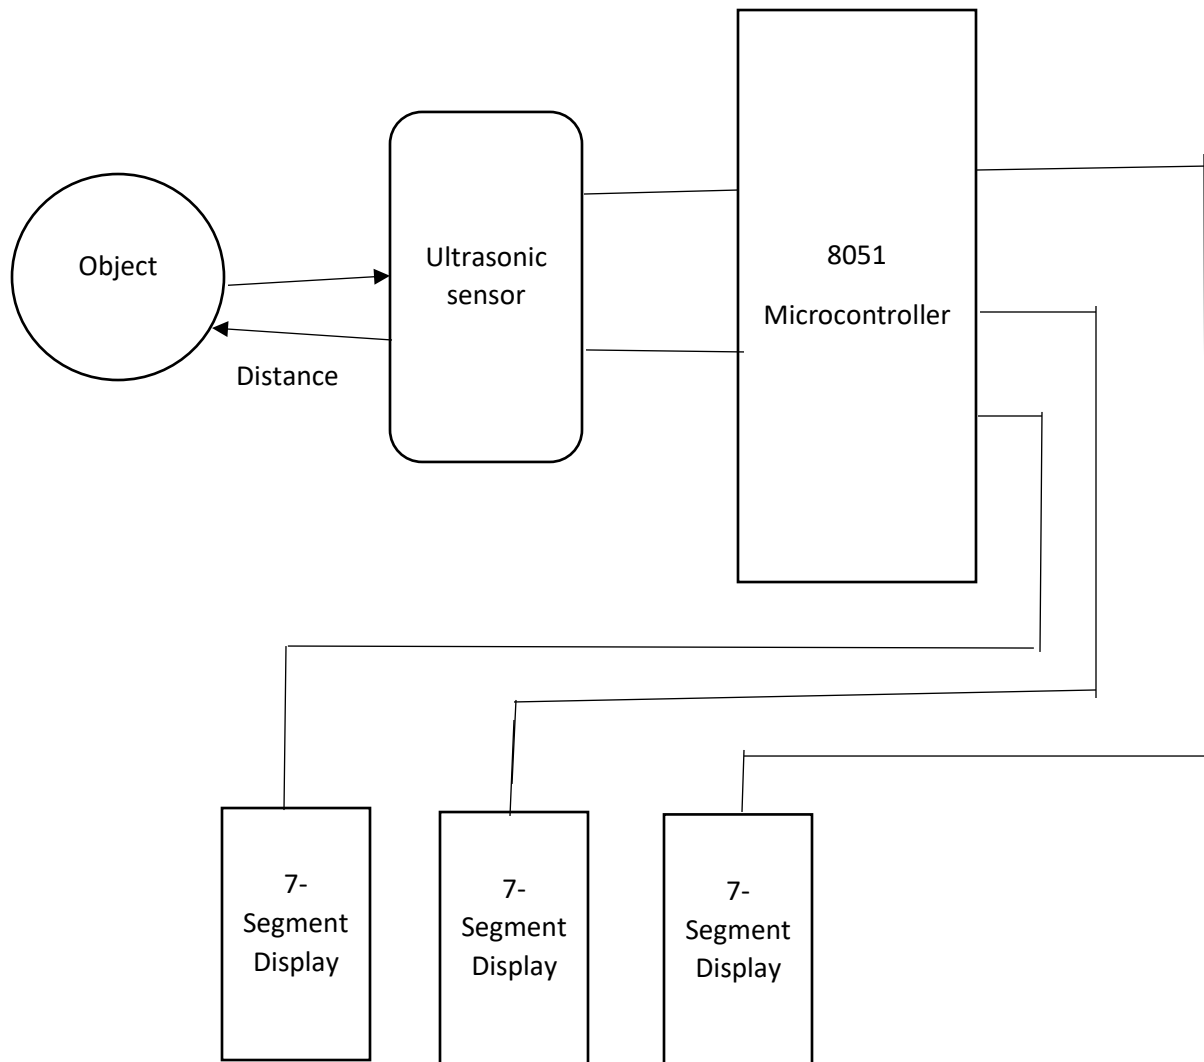 Object
Distance
Ultrasonic
sensor
8051
Microcontroller
7-
Segment
Display
7-
Segment
Display
7-
Segment
Display